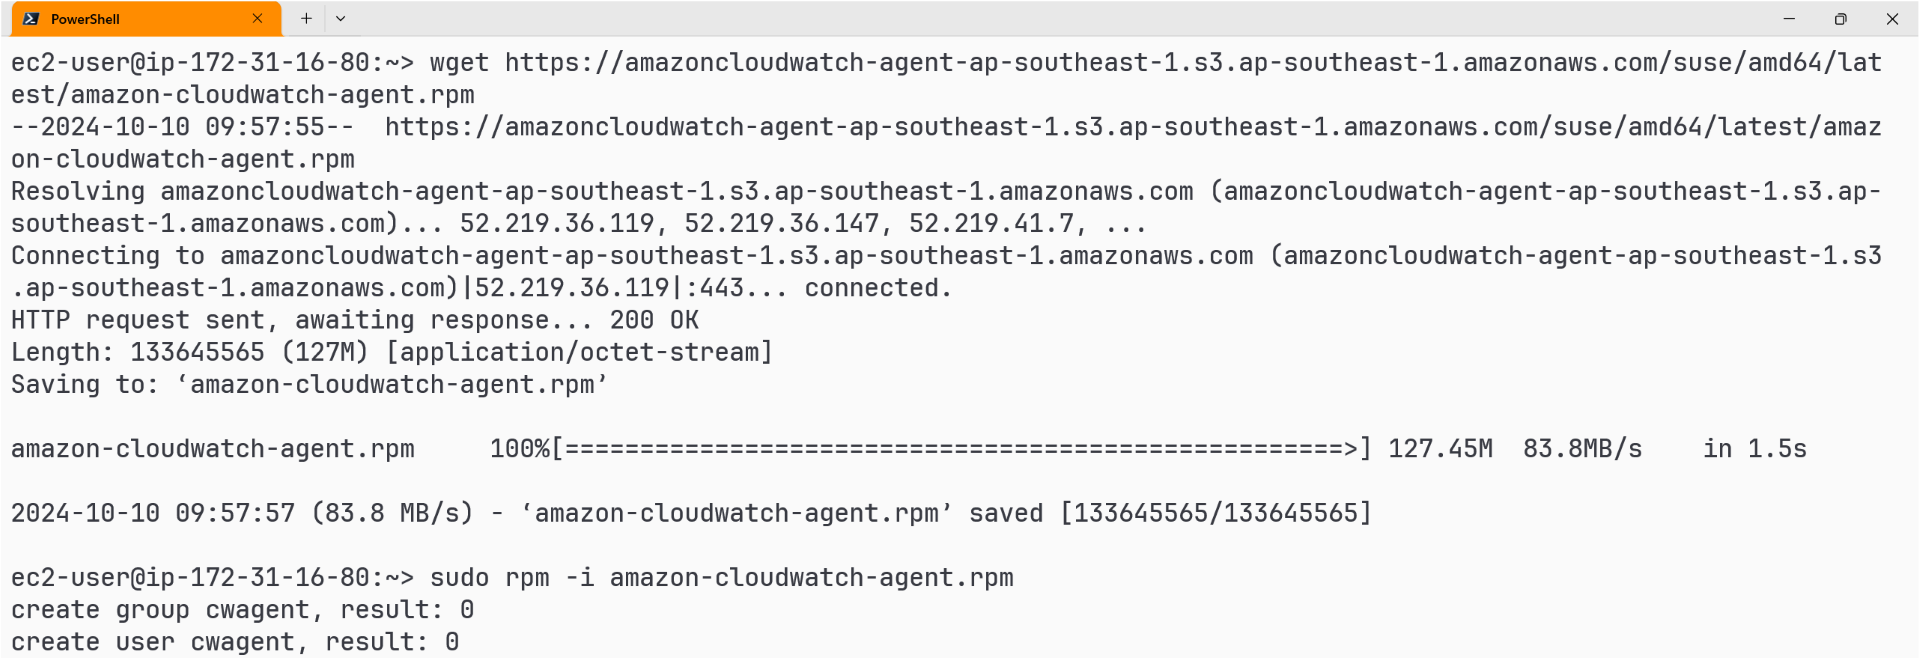 PowerShell
ec2-user@ip-172-31-16-80:~> wget https://amazoncloudwatch-agent-ap-southeast-1.s3.ap-southeast-1.amazonaws.com/suse/amd64/lat
est/amazon-cloudwatch-agent.rpm
--2024-10-10 09:57:55--  https://amazoncloudwatch-agent-ap-southeast-1.s3.ap-southeast-1.amazonaws.com/suse/amd64/latest/amaz
on-cloudwatch-agent.rpm
Resolving amazoncloudwatch-agent-ap-southeast-1.s3.ap-southeast-1.amazonaws.com (amazoncloudwatch-agent-ap-southeast-1.s3.ap-
southeast-1.amazonaws.com)... 52.219.36.119, 52.219.36.147, 52.219.41.7, ...
Connecting to amazoncloudwatch-agent-ap-southeast-1.s3.ap-southeast-1.amazonaws.com (amazoncloudwatch-agent-ap-southeast-1.s3
.ap-southeast-1.amazonaws.com)|52.219.36.119|:443... connected.
HTTP request sent, awaiting response... 200 OK
Length: 133645565 (127M) [application/octet-stream]
Saving to: ‘amazon-cloudwatch-agent.rpm’
amazon-cloudwatch-agent.rpm     100%[====================================================>] 127.45M  83.8MB/s    in 1.5s
2024-10-10 09:57:57 (83.8 MB/s) - ‘amazon-cloudwatch-agent.rpm’ saved [133645565/133645565]
ec2-user@ip-172-31-16-80:~> sudo rpm -i amazon-cloudwatch-agent.rpm
create group cwagent, result: 0
create user cwagent, result: 0